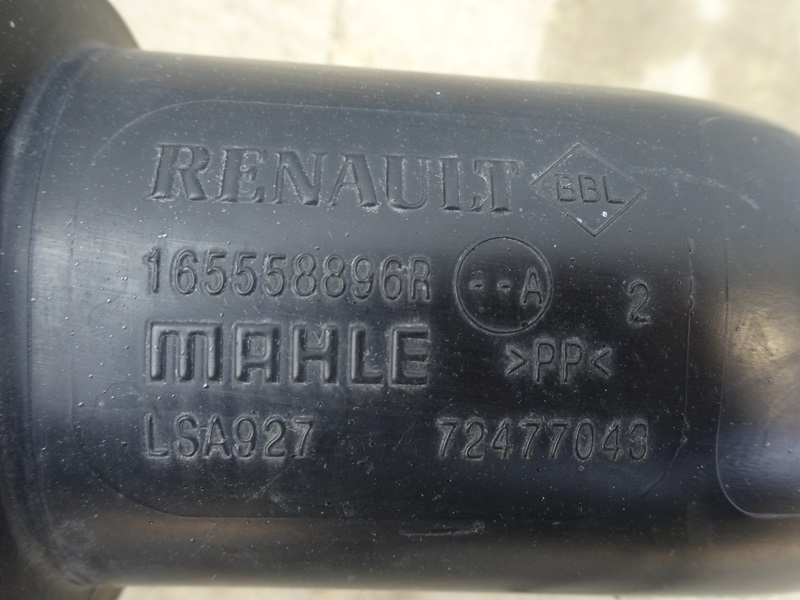 RENAULT BBL
165558896R --A 2
MAHLE >PP<
LSA927 72477043